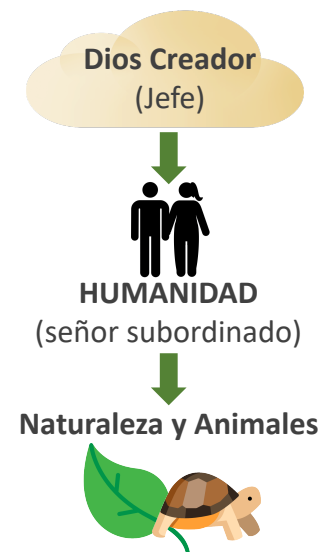 Dios Creador
(Jefe)
HUMANIDAD
(señor subordinado)
Naturaleza y Animales